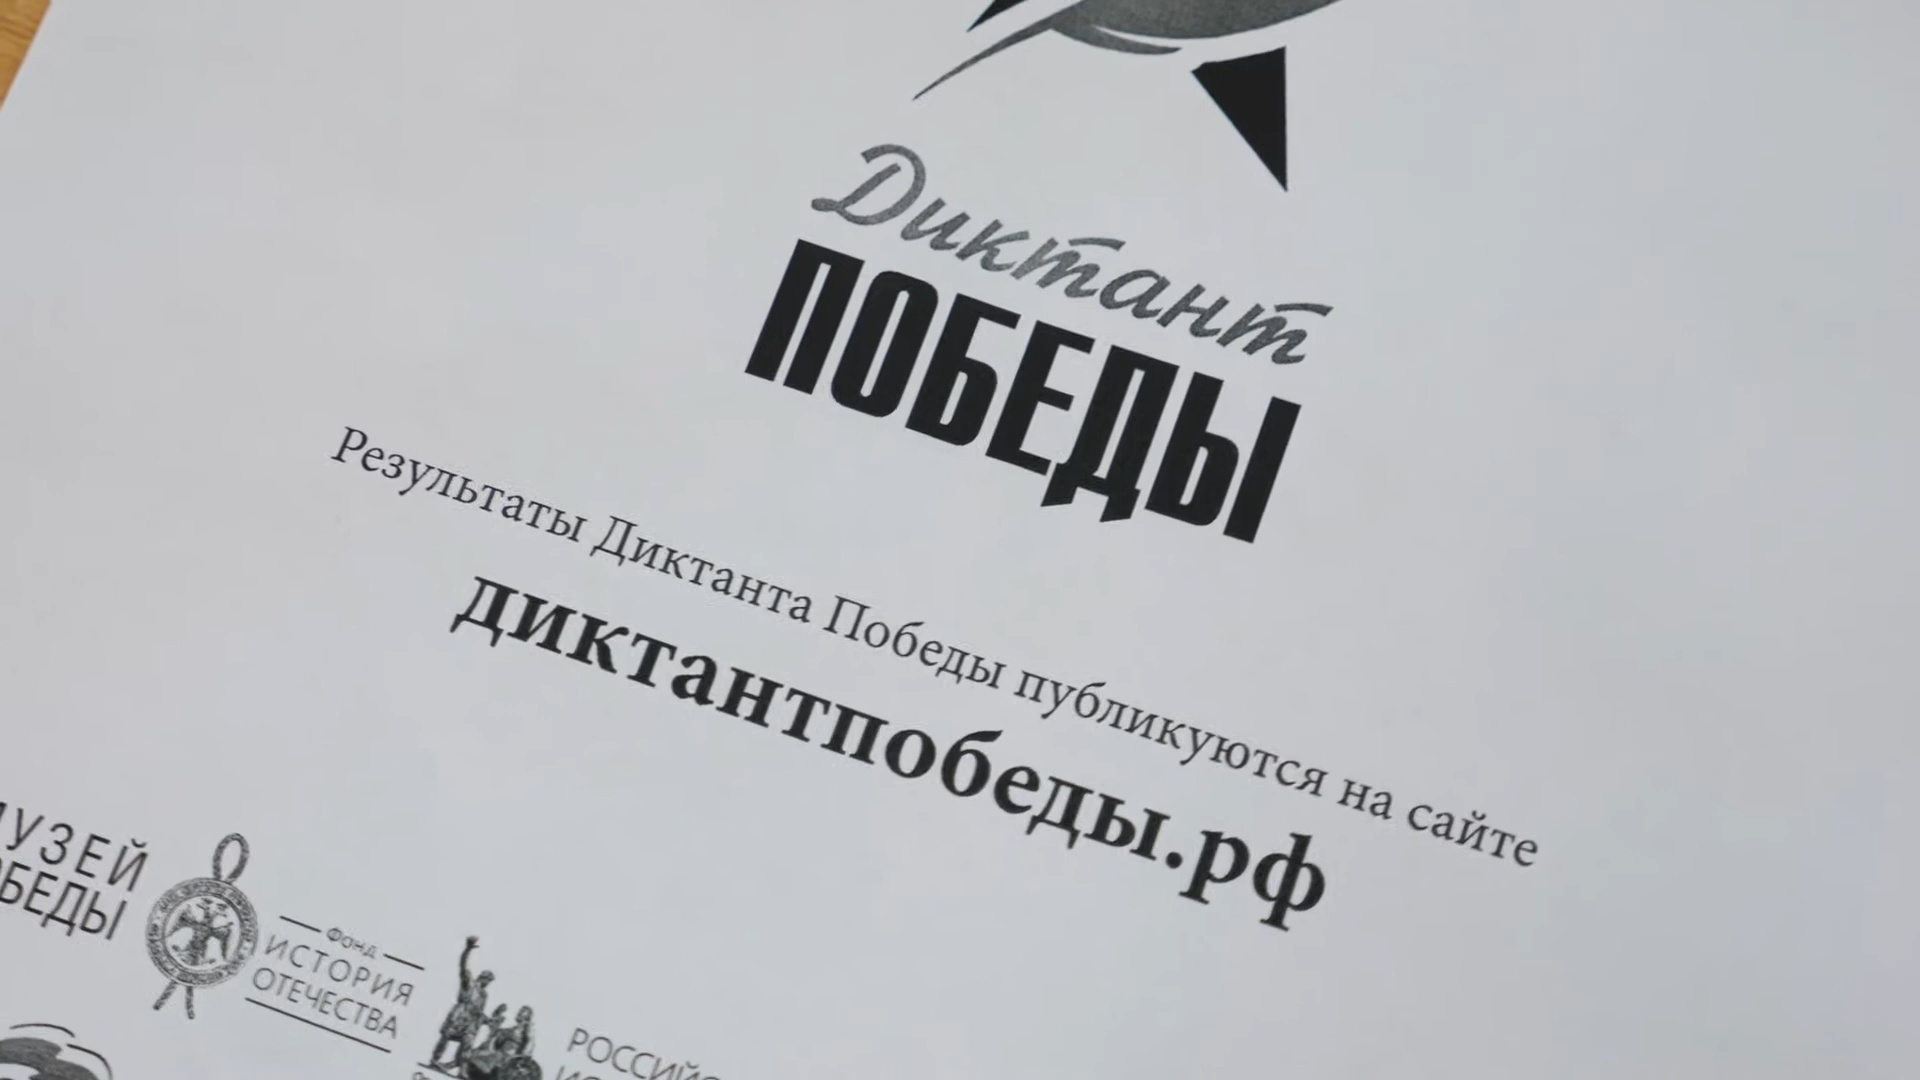 Диктант
ПОБЕДЫ
Результаты Диктанта Победы публикуются на сайте
диктантпобеды.рф
Фонд
ИСТОРИЯ
ОТЕЧЕСТВА